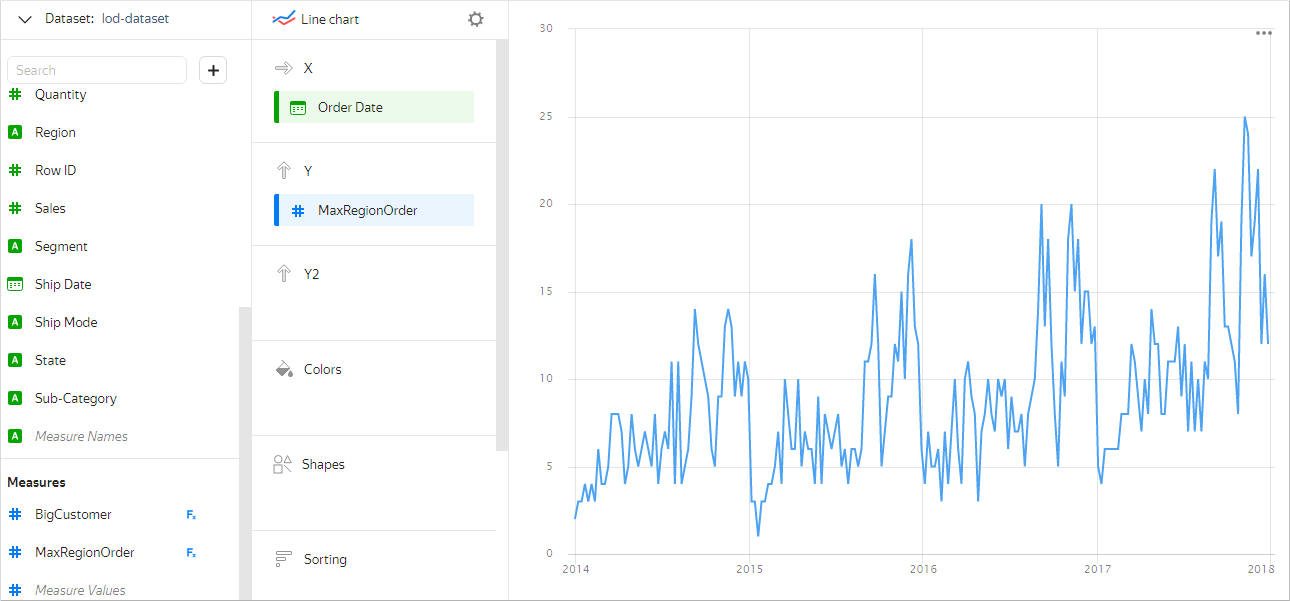 Dataset: lod-dataset
Search
+
Quantity
A Region
Row ID
Sales
A Segment
Ship Date
A Ship Mode
A State
A Sub-Category
A Measure Names
Measures
BigCustomer Fx
MaxRegionOrder Fx
Measure Values
Line chart
X
Order Date
Y
# MaxRegionOrder
Y2
Colors
Shapes
Sorting
30
25
20
15
10
5
0
2014 2015 2016 2017 2018